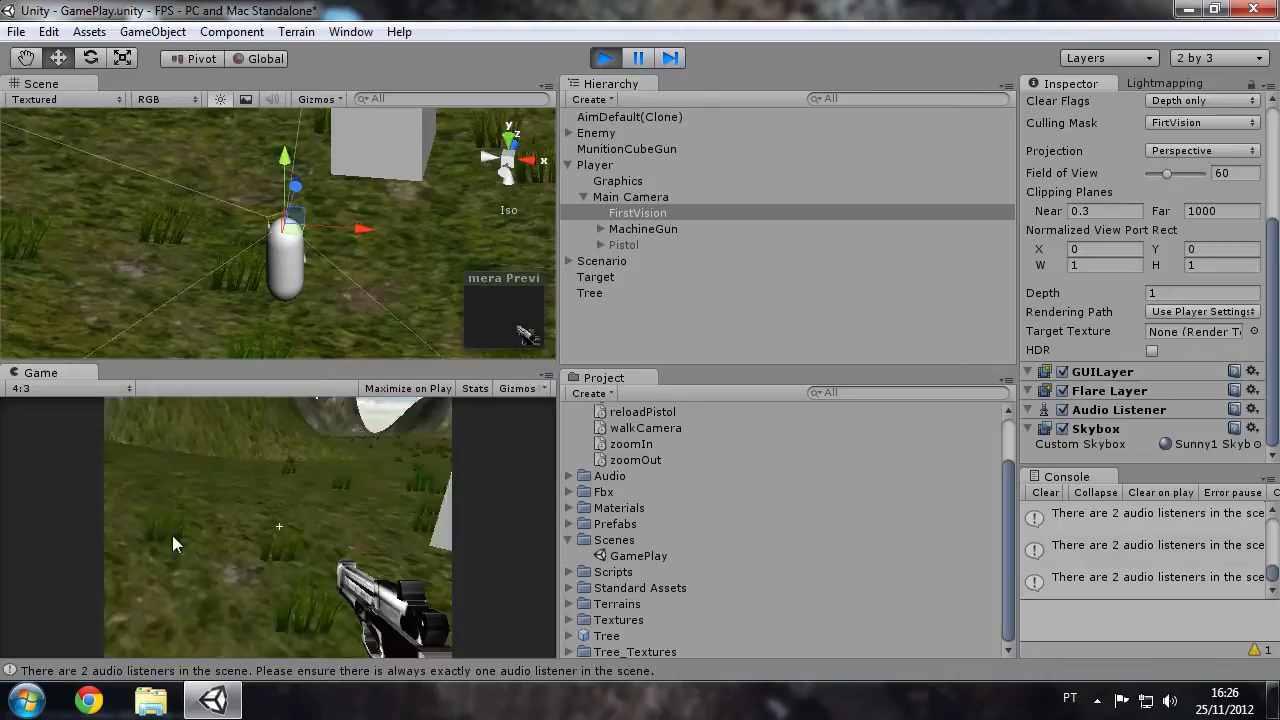 Unity - GamePlay.unity - FPS - PC and Mac Standalone*
File Edit Assets GameObject Component Terrain Window Help
Pivot Global Layers 2 by 3
Scene
Textured RGB Gizmos All
y
z
x
Iso
mera Previ
Game
4:3 Maximize on Play Stats Gizmos
Hierarchy
Create All
AimDefault(Clone)
Enemy
MunitionCubeGun
Player
Graphics
Main Camera
FirstVision
MachineGun
Pistol
Scenario
Target
Tree
Project
Create All
reloadPistol
walkCamera
zoomIn
zoomOut
Audio
Fbx
Materials
Prefabs
Scenes
GamePlay
Scripts
Standard Assets
Terrains
Textures
Tree
Tree_Textures
Inspector Lightmapping
Clear Flags Depth only
Culling Mask FirtVision
Projection Perspective
Field of View 60
Clipping Planes
Near 0.3 Far 1000
Normalized View Port Rect
X 0 Y 0
W 1 H 1
Depth 1
Rendering Path Use Player Settings
Target Texture None (Render T
HDR
GUILayer
Flare Layer
Audio Listener
Skybox
Custom Skybox Sunny1 Skyb
Console
Clear Collapse Clear on play Error pause C
There are 2 audio listeners in the sce
There are 2 audio listeners in the sce
There are 2 audio listeners in the sce
1
There are 2 audio listeners in the scene. Please ensure there is always exactly one audio listener in the scene.
PT 16:26
25/11/2012